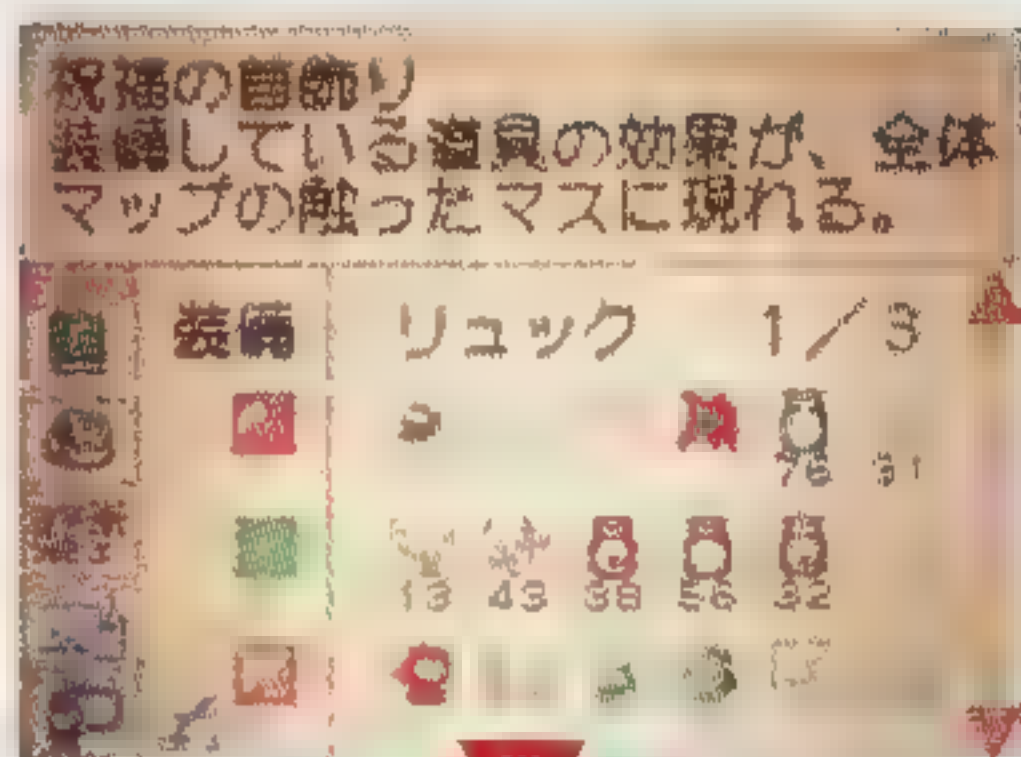 祝福の首飾り
装備している道具の効果が、全体
マップの触ったマスに現れる。
装備 リュック 1／3
76 31
13 43 38 56 32